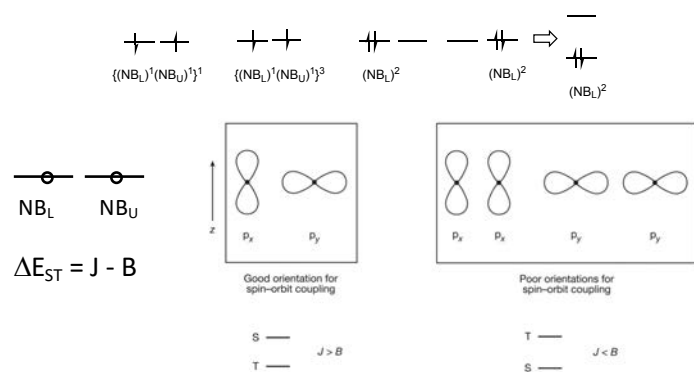 {(NB_L)¹(NB_U)¹}¹ {(NB_L)¹(NB_U)¹}³ (NB_L)² (NB_L)² (NB_L)²
NB_L NB_U
ΔE_ST = J - B
z
p_x p_y
Good orientation for
spin–orbit coupling
p_x p_x p_y p_y
Poor orientations for
spin–orbit coupling
S
J > B
T
T
J < B
S